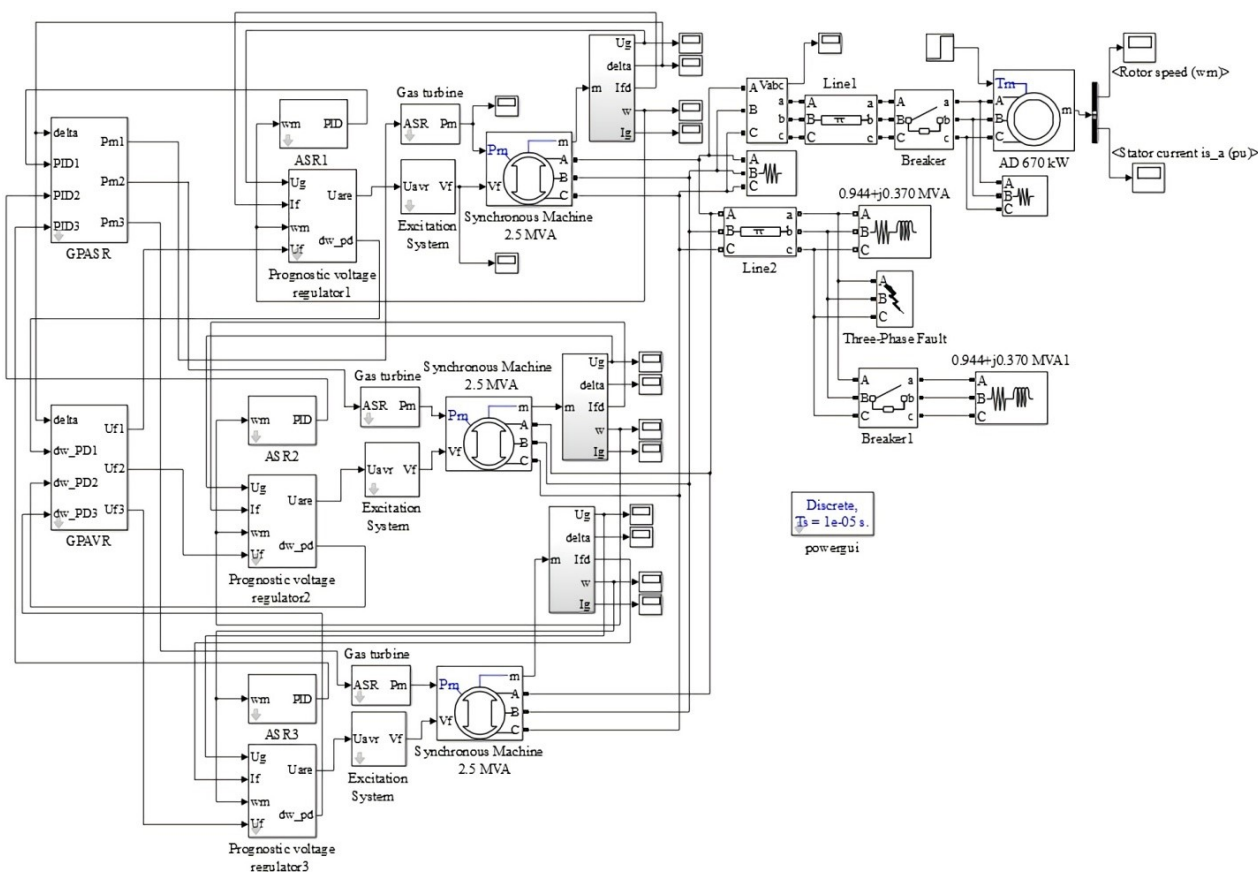 Ug
delta
Ifd
w
Ig
m
Vabc
A
a
B
b
C
c
Line1
A
a
B
π
b
C
c
A
a
B
b
C
c
Breaker
Tm
A
B
C
m
AD 670 kW
<Rotor speed (wm)>
<Stator current is_a (pu)>
A
B
C
A
B
C
delta
PID1
PID2
PID3
Pm1
Pm2
Pm3
GPASR
wm
PID
ASR1
Gas turbine
ASR
Pm
Ug
If
wm
Uf
Uare
dw_pd
Prognostic voltage
regulator1
Uavr
Vf
Excitation
System
Pm
Vf
m
A
B
C
Synchronous Machine
2.5 MVA
A
a
B
π
b
C
c
Line2
0.944+j0.370 MVA
A
B
C
A
B
C
Three-Phase Fault
A
a
B
b
C
c
Breaker1
0.944+j0.370 MVA1
A
B
C
delta
dw_PD1
dw_PD2
dw_PD3
Uf1
Uf2
Uf3
GPAVR
wm
PID
ASR2
Gas turbine
ASR
Pm
Ug
If
wm
Uf
Uare
dw_pd
Prognostic voltage
regulator2
Uavr
Vf
Excitation
System
Synchronous Machine
2.5 MVA
Pm
Vf
m
A
B
C
Ug
delta
Ifd
w
Ig
m
Discrete,
Ts = 1e-05 s.
powergui
Ug
delta
Ifd
w
Ig
m
wm
PID
ASR3
Gas turbine
ASR
Pm
Ug
If
wm
Uf
Uare
dw_pd
Prognostic voltage
regulator3
Uavr
Vf
Excitation
System
Pm
Vf
m
A
B
C
Synchronous Machine
2.5 MVA